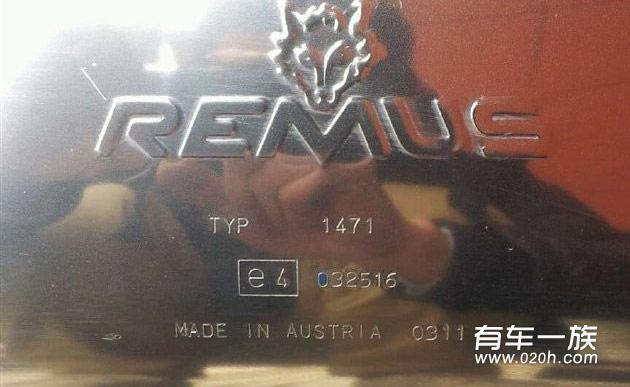 REMUS
TYP 1471
e4 032516
MADE IN AUSTRIA 0311
有车一族
www.020h.com